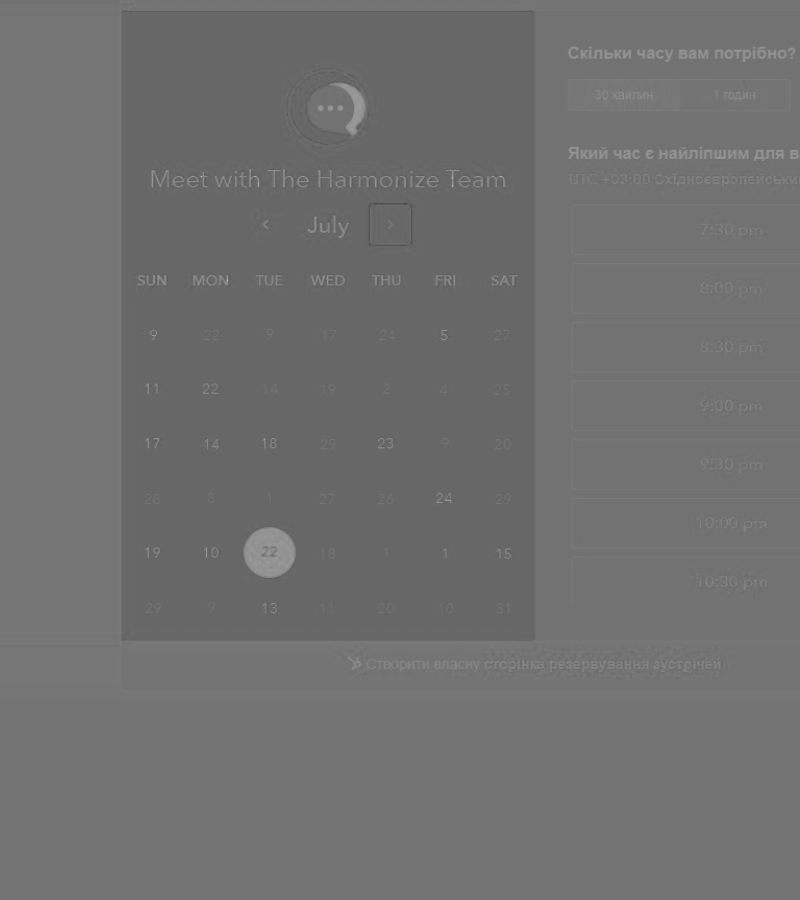 Meet with The Harmonize Team
July
SUN MON TUE WED THU FRI SAT
9 22 9 17 24 5 27
11 22 14 19 2 4 25
17 14 18 29 23 9 20
28 8 1 27 26 24 29
19 10 22 18 1 1 15
29 9 13 11 20 10 31
Скільки часу вам потрібно?
30 хвилин 1 годин
Який час є найліпшим для в
UTC +03:00 Східноєвропейськи
7:30 pm
8:00 pm
8:30 pm
9:00 pm
9:30 pm
10:00 pm
10:30 pm
Створити власну сторінка резервування зустрічей